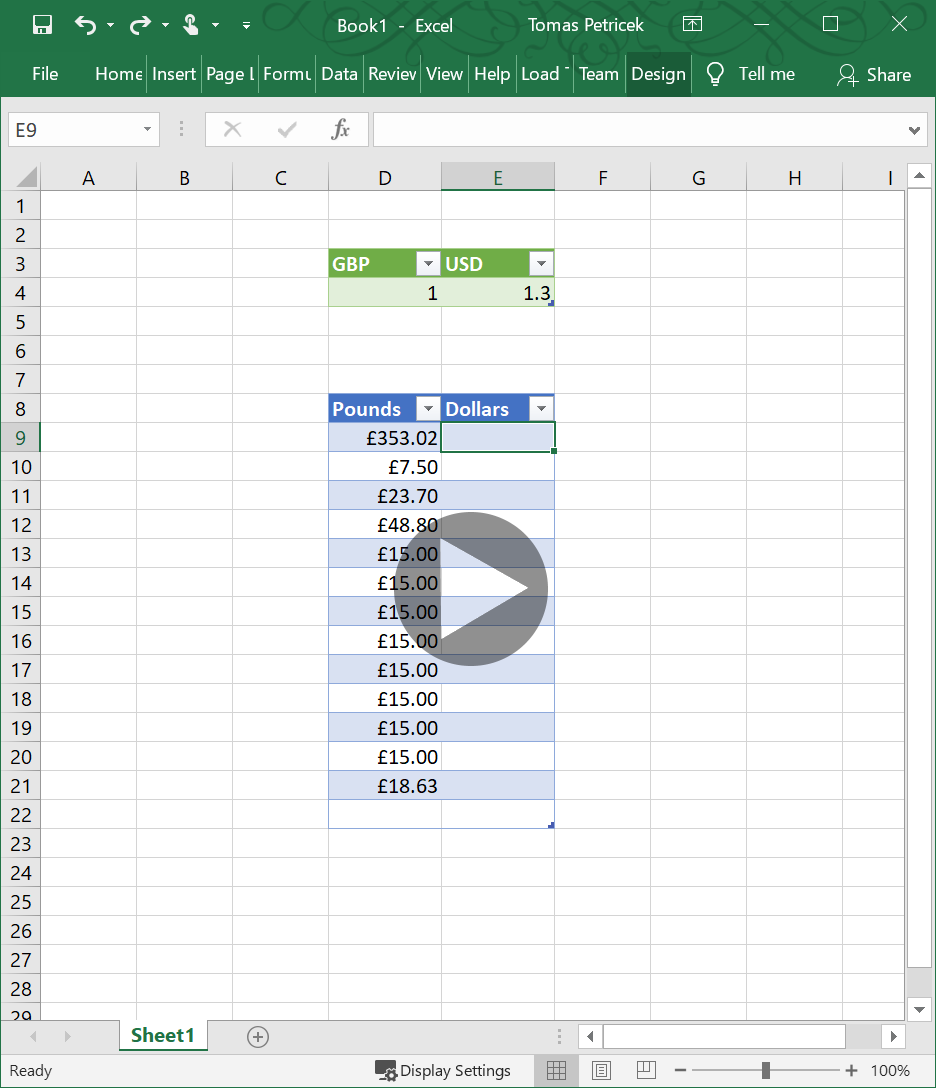 Book1 - Excel Tomas Petricek
File Home Insert Page L Formu Data Review View Help Load Team Design Tell me Share
E9 fx
A B C D E F G H I
1
2
3 GBP USD
4 1 1.3
5
6
7
8 Pounds Dollars
9 £353.02
10 £7.50
11 £23.70
12 £48.80
13 £15.00
14 £15.00
15 £15.00
16 £15.00
17 £15.00
18 £15.00
19 £15.00
20 £15.00
21 £18.63
22
23
24
25
26
27
28
29
Sheet1
Ready Display Settings 100%